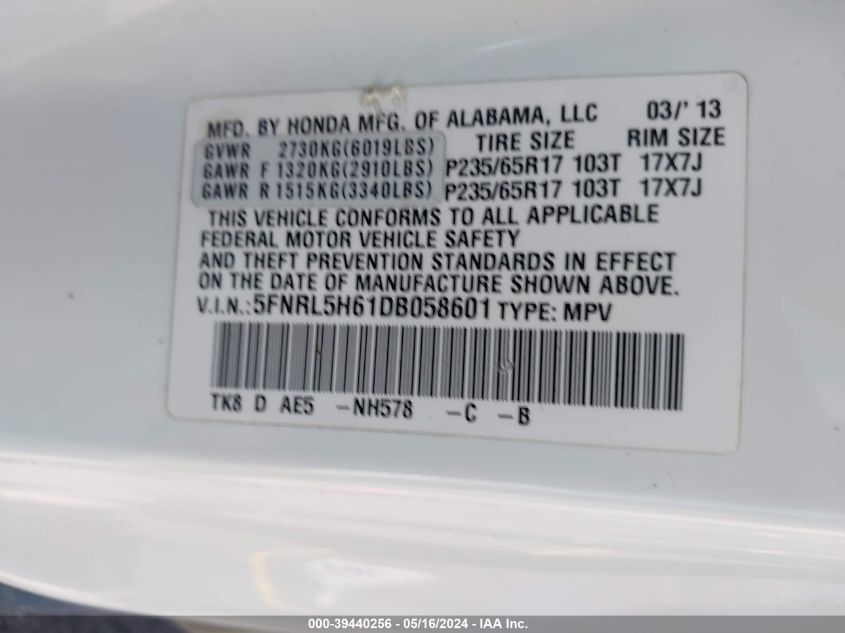 MFD. BY HONDA MFG. OF ALABAMA, LLC 03/' 13
GVWR 2730KG(6019LBS) TIRE SIZE RIM SIZE
GAWR F 1320KG(2910LBS) P235/65R17 103T 17X7J
GAWR R 1515KG(3340LBS) P235/65R17 103T 17X7J
THIS VEHICLE CONFORMS TO ALL APPLICABLE
FEDERAL MOTOR VEHICLE SAFETY
AND THEFT PREVENTION STANDARDS IN EFFECT
ON THE DATE OF MANUFACTURE SHOWN ABOVE.
V.I.N.:5FNRL5H61DB058601 TYPE: MPV
TK8 D AE5 -NH578 -C -B
000-39440256 - 05/16/2024 - IAA Inc.